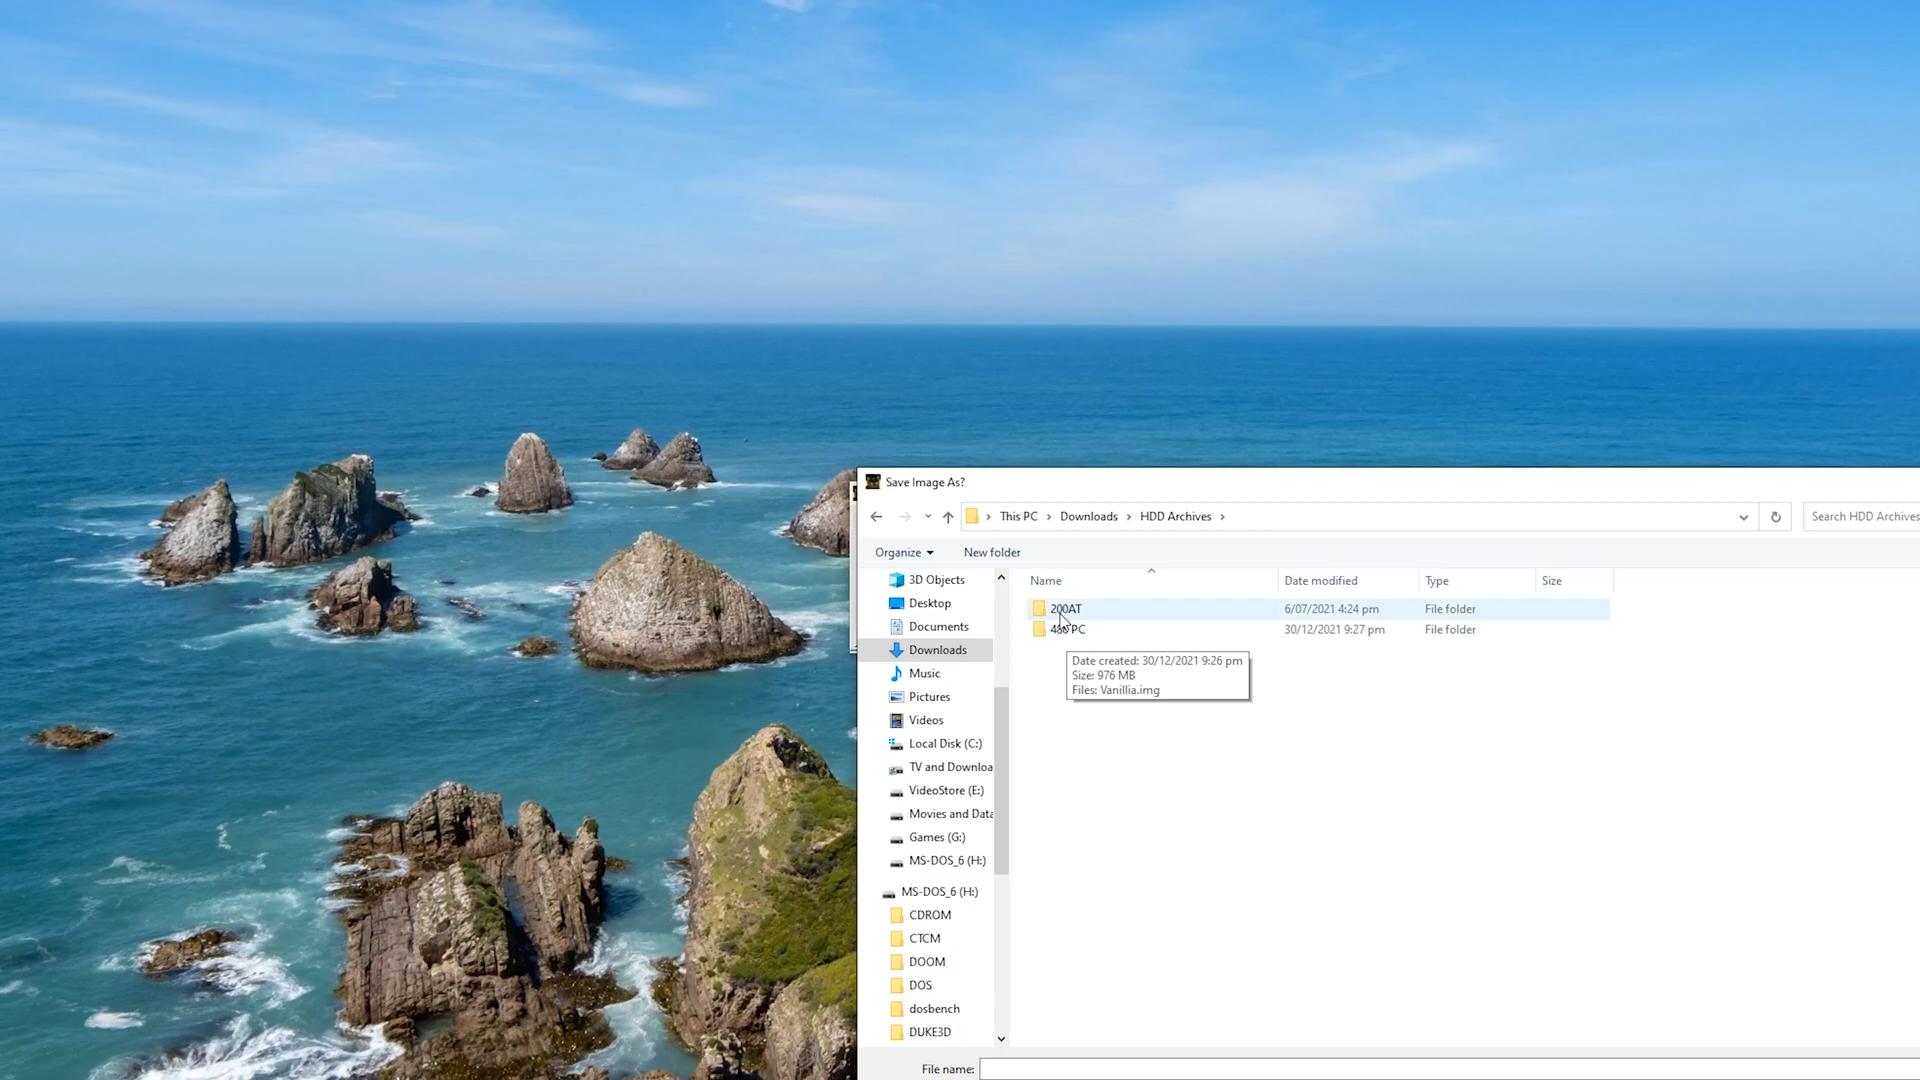 Save Image As?
This PC > Downloads > HDD Archives >
Search HDD Archives
Organize
New folder
Name
Date modified
Type
Size
200AT
6/07/2021 4:24 pm
File folder
PC
30/12/2021 9:27 pm
File folder
Date created: 30/12/2021 9:26 pm
Size: 976 MB
Files: Vanillia.img
3D Objects
Desktop
Documents
Downloads
Music
Pictures
Videos
Local Disk (C:)
TV and Downloa
VideoStore (E:)
Movies and Data
Games (G:)
MS-DOS_6 (H:)
MS-DOS_6 (H:)
CDROM
CTCM
DOOM
DOS
dosbench
DUKE3D
File name: